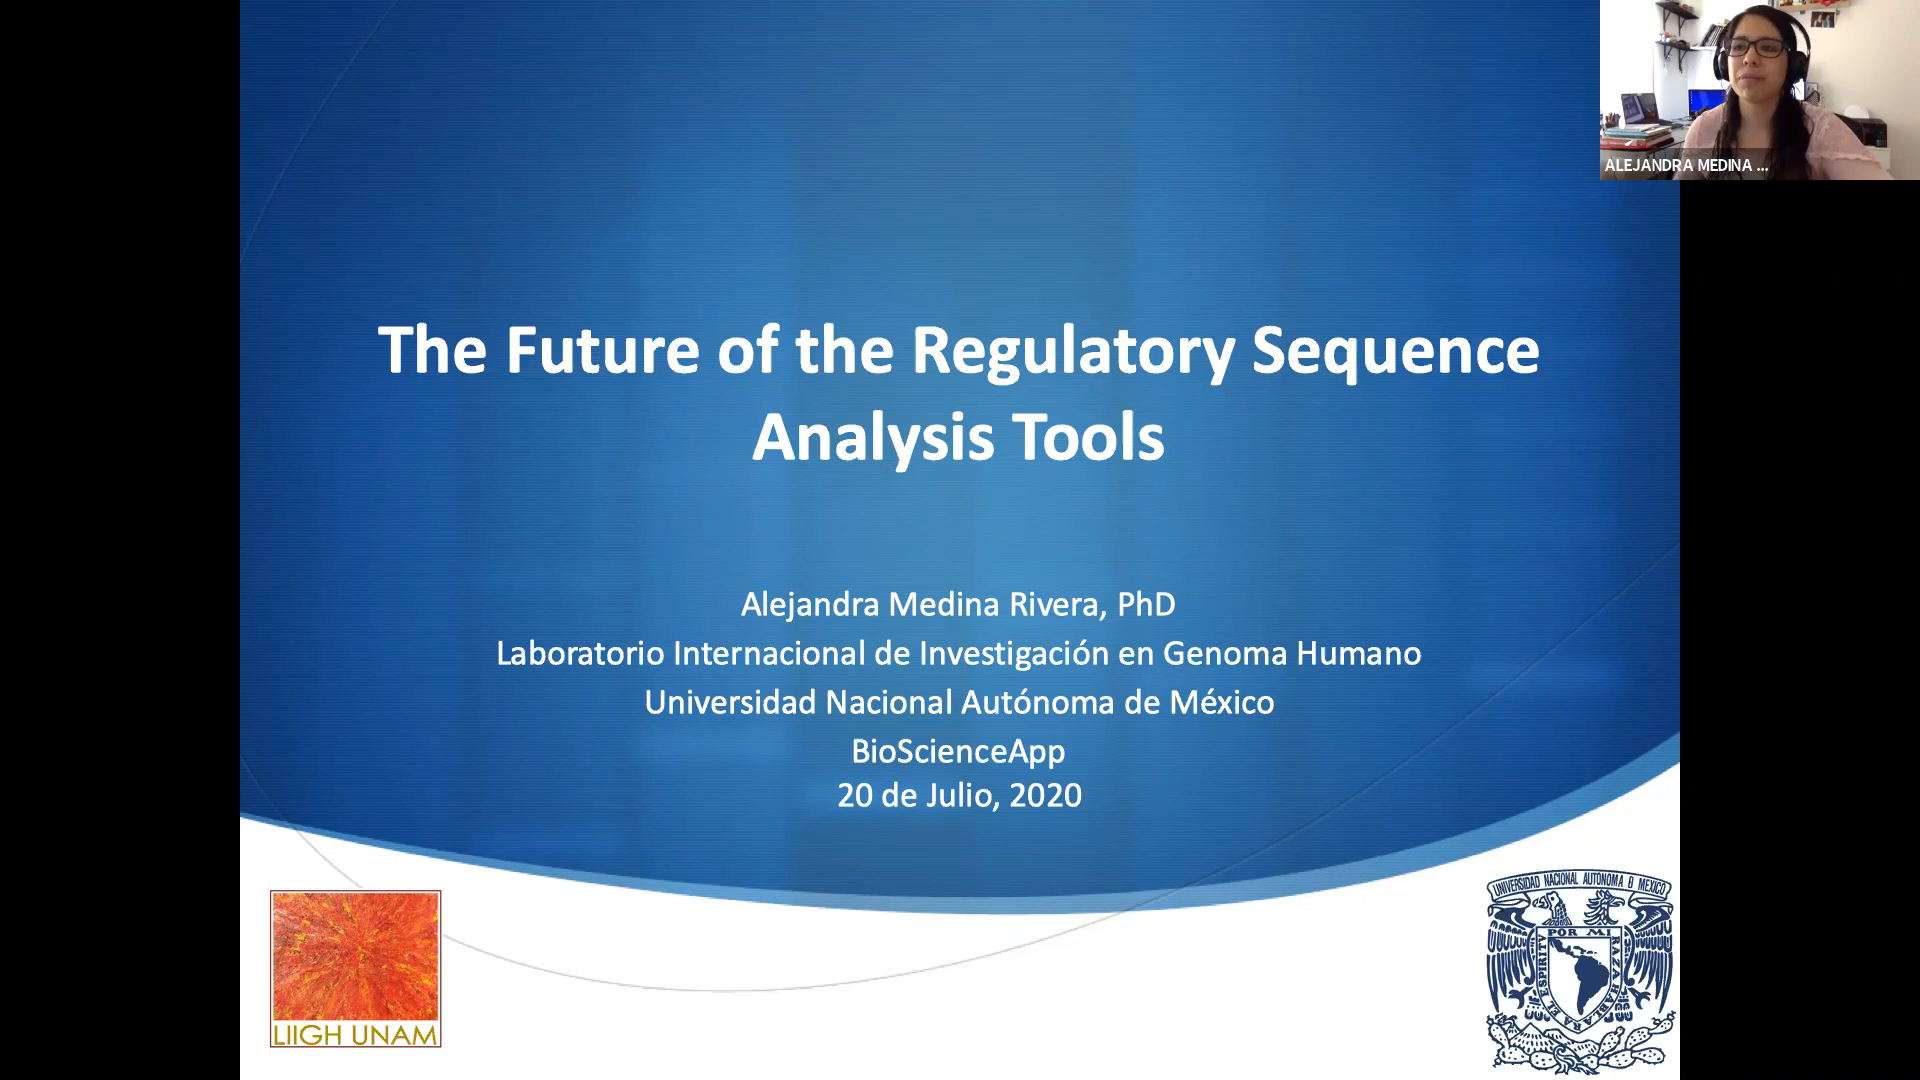 ALEJANDRA MEDINA ...
The Future of the Regulatory Sequence
Analysis Tools
Alejandra Medina Rivera, PhD
Laboratorio Internacional de Investigación en Genoma Humano
Universidad Nacional Autónoma de México
BioScienceApp
20 de Julio, 2020
LIIGH UNAM
UNIVERSIDAD NACIONAL AUTONOMA D MEXICO
POR MI RAZA HABLARA EL ESPIRITV